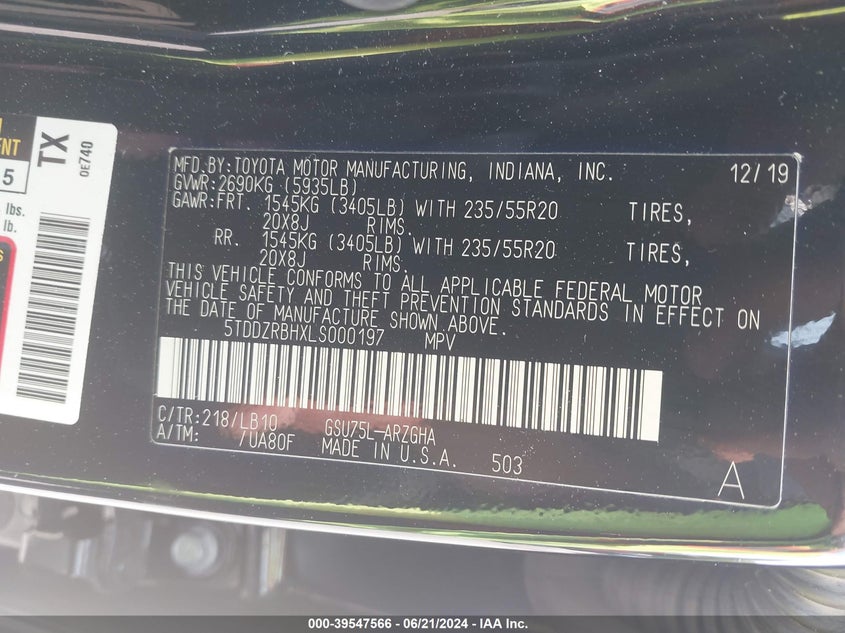 ENT
5
lbs.
lb.
TX
0E740
MFD.BY:TOYOTA MOTOR MANUFACTURING, INDIANA, INC. 12/19
GVWR:2690KG (5935LB)
GAWR:FRT. 1545KG (3405LB) WITH 235/55R20 TIRES,
20X8J RIMS.
RR. 1545KG (3405LB) WITH 235/55R20 TIRES,
20X8J RIMS.
THIS VEHICLE CONFORMS TO ALL APPLICABLE FEDERAL MOTOR
VEHICLE SAFETY AND THEFT PREVENTION STANDARDS IN EFFECT ON
THE DATE OF MANUFACTURE SHOWN ABOVE.
5TDDZRBHXLS000197 MPV
C/TR:218/LB10 GSU75L-ARZGHA
A/TM: /UA80F MADE IN U.S.A. 503
A
000-39547566 - 06/21/2024 - IAA Inc.